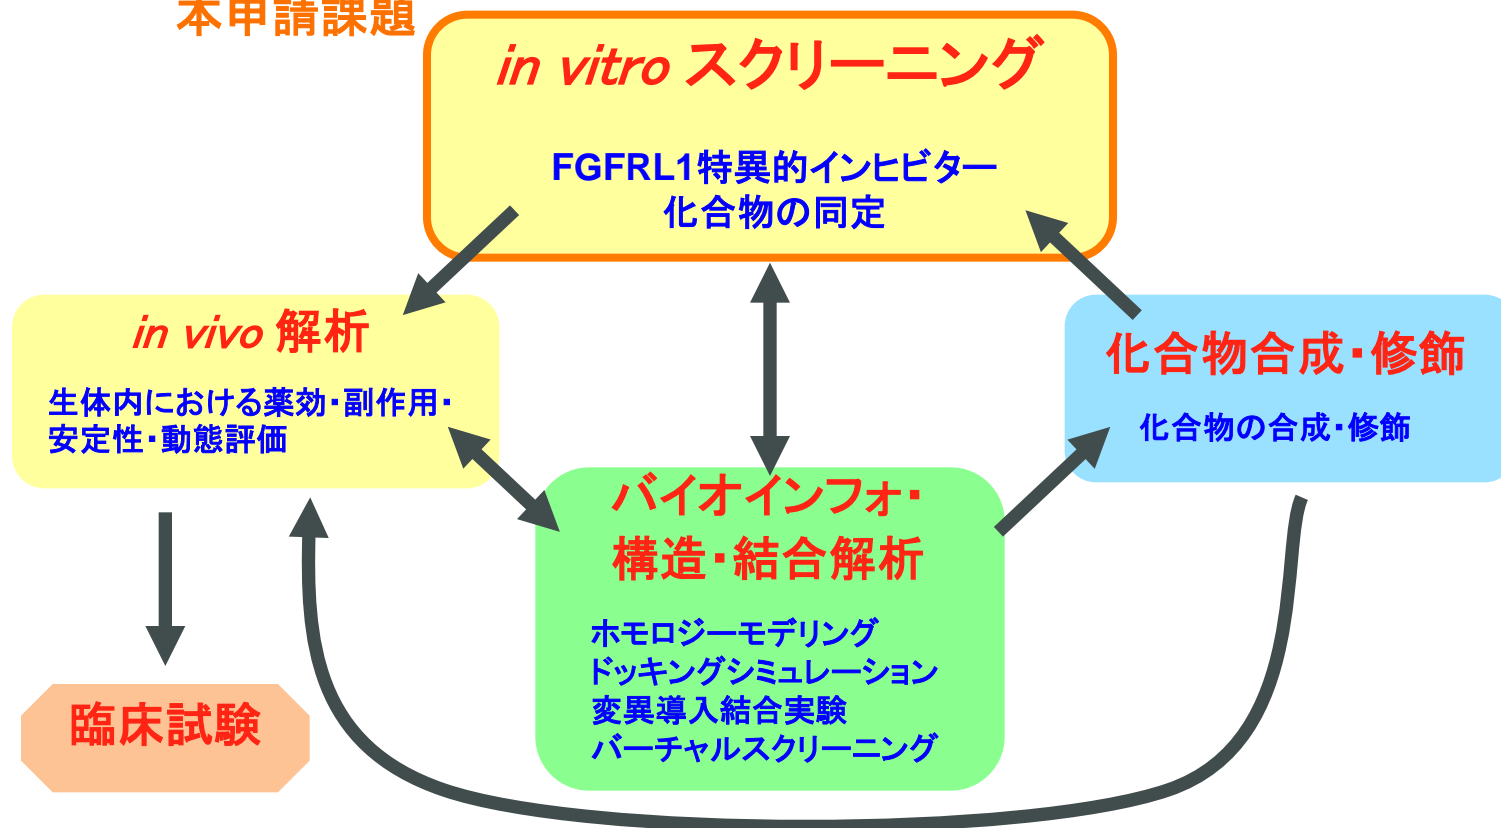 本申請課題
in vitro スクリーニング
FGFRL1特異的インヒビター
化合物の同定
in vivo 解析
生体内における薬効・副作用・
安定性・動態評価
化合物合成・修飾
化合物の合成・修飾
バイオインフォ・
構造・結合解析
ホモロジーモデリング
ドッキングシミュレーション
変異導入結合実験
バーチャルスクリーニング
臨床試験